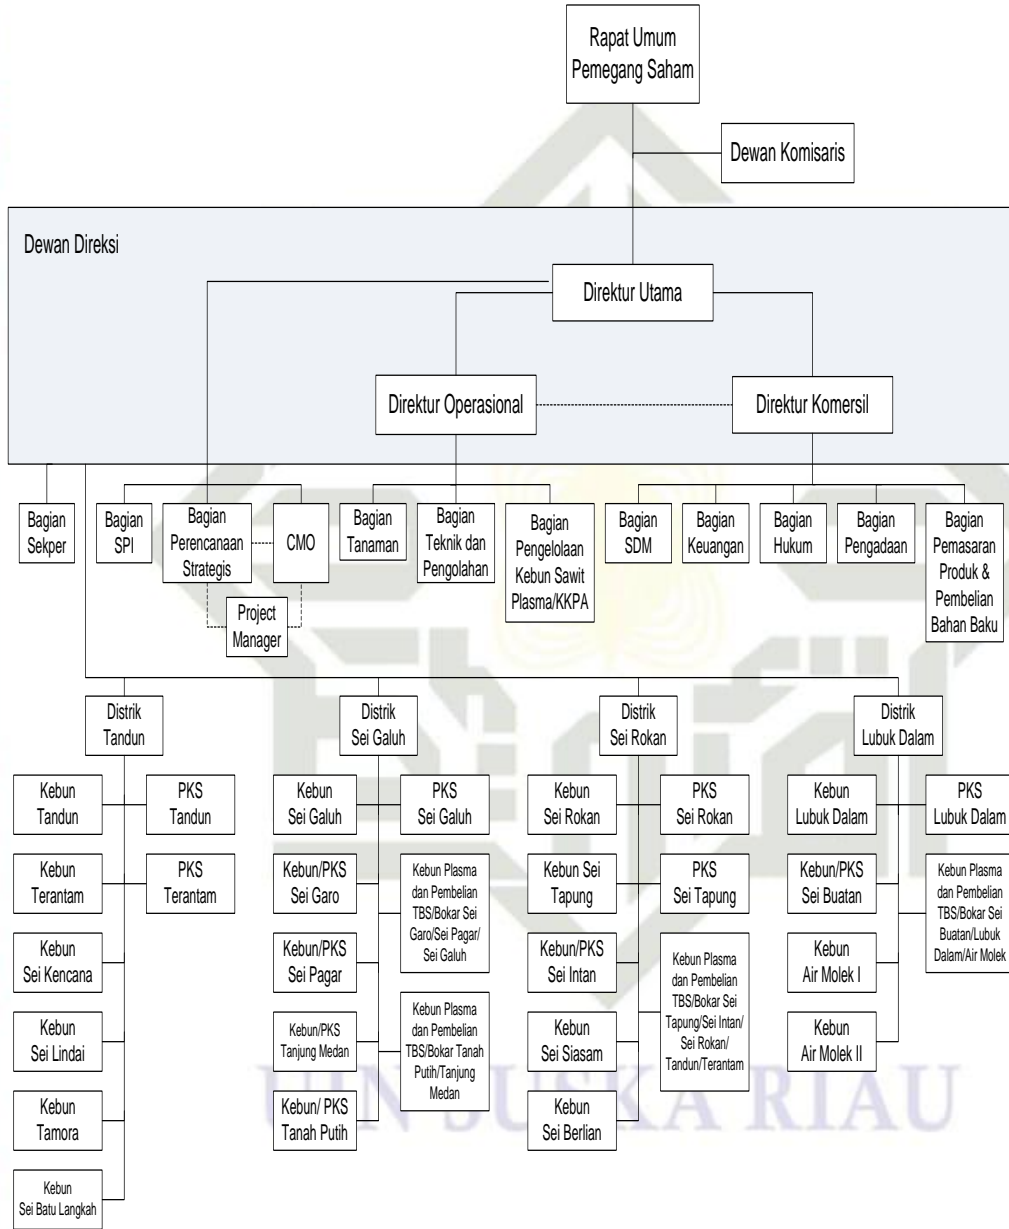 Rapat Umum
Pemegang Saham
Dewan Komisaris
Dewan Direksi
Direktur Utama
Direktur Operasional
Direktur Komersil
Bagian
Sekper
Bagian
SPI
Bagian
Perencanaan
Strategis
CMO
Project
Manager
Bagian
Tanaman
Bagian
Teknik dan
Pengolahan
Bagian
Pengelolaan
Kebun Sawit
Plasma/KKPA
Bagian
SDM
Bagian
Keuangan
Bagian
Hukum
Bagian
Pengadaan
Bagian
Pemasaran
Produk &
Pembelian
Bahan Baku
Distrik
Tandun
Kebun
Tandun
PKS
Tandun
Kebun
Terantam
PKS
Terantam
Kebun
Sei Kencana
Kebun
Sei Lindai
Kebun
Tamora
Kebun
Sei Batu Langkah
Distrik
Sei Galuh
Kebun
Sei Galuh
PKS
Sei Galuh
Kebun/PKS
Sei Garo
Kebun Plasma
dan Pembelian
TBS/Bokar Sei
Garo/Sei Pagar/
Sei Galuh
Kebun/PKS
Sei Pagar
Kebun/PKS
Tanjung Medan
Kebun Plasma
dan Pembelian
TBS/Bokar Tanah
Putih/Tanjung
Medan
Kebun/ PKS
Tanah Putih
Distrik
Sei Rokan
Kebun
Sei Rokan
PKS
Sei Rokan
Kebun Sei
Tapung
PKS
Sei Tapung
Kebun/PKS
Sei Intan
Kebun Plasma
dan Pembelian
TBS/Bokar Sei
Tapung/Sei Intan/
Sei Rokan/
Tandun/Terantam
Kebun
Sei Siasam
Kebun
Sei Berlian
Distrik
Lubuk Dalam
Kebun
Lubuk Dalam
PKS
Lubuk Dalam
Kebun/PKS
Sei Buatan
Kebun Plasma
dan Pembelian
TBS/Bokar Sei
Buatan/Lubuk
Dalam/Air Molek
Kebun
Air Molek I
Kebun
Air Molek II
UIN SUSKA RIAU